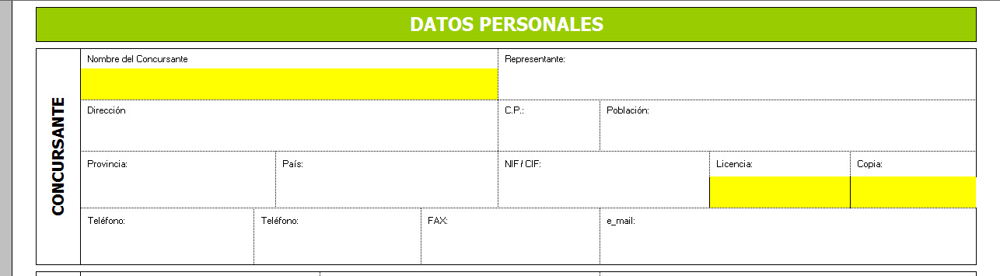 DATOS PERSONALES
CONCURSANTE
Nombre del Concursante
Representante:
Dirección
C.P.:
Población:
Provincia:
País:
NIF / CIF:
Licencia:
Copia:
Teléfono:
Teléfono:
FAX:
e_mail: